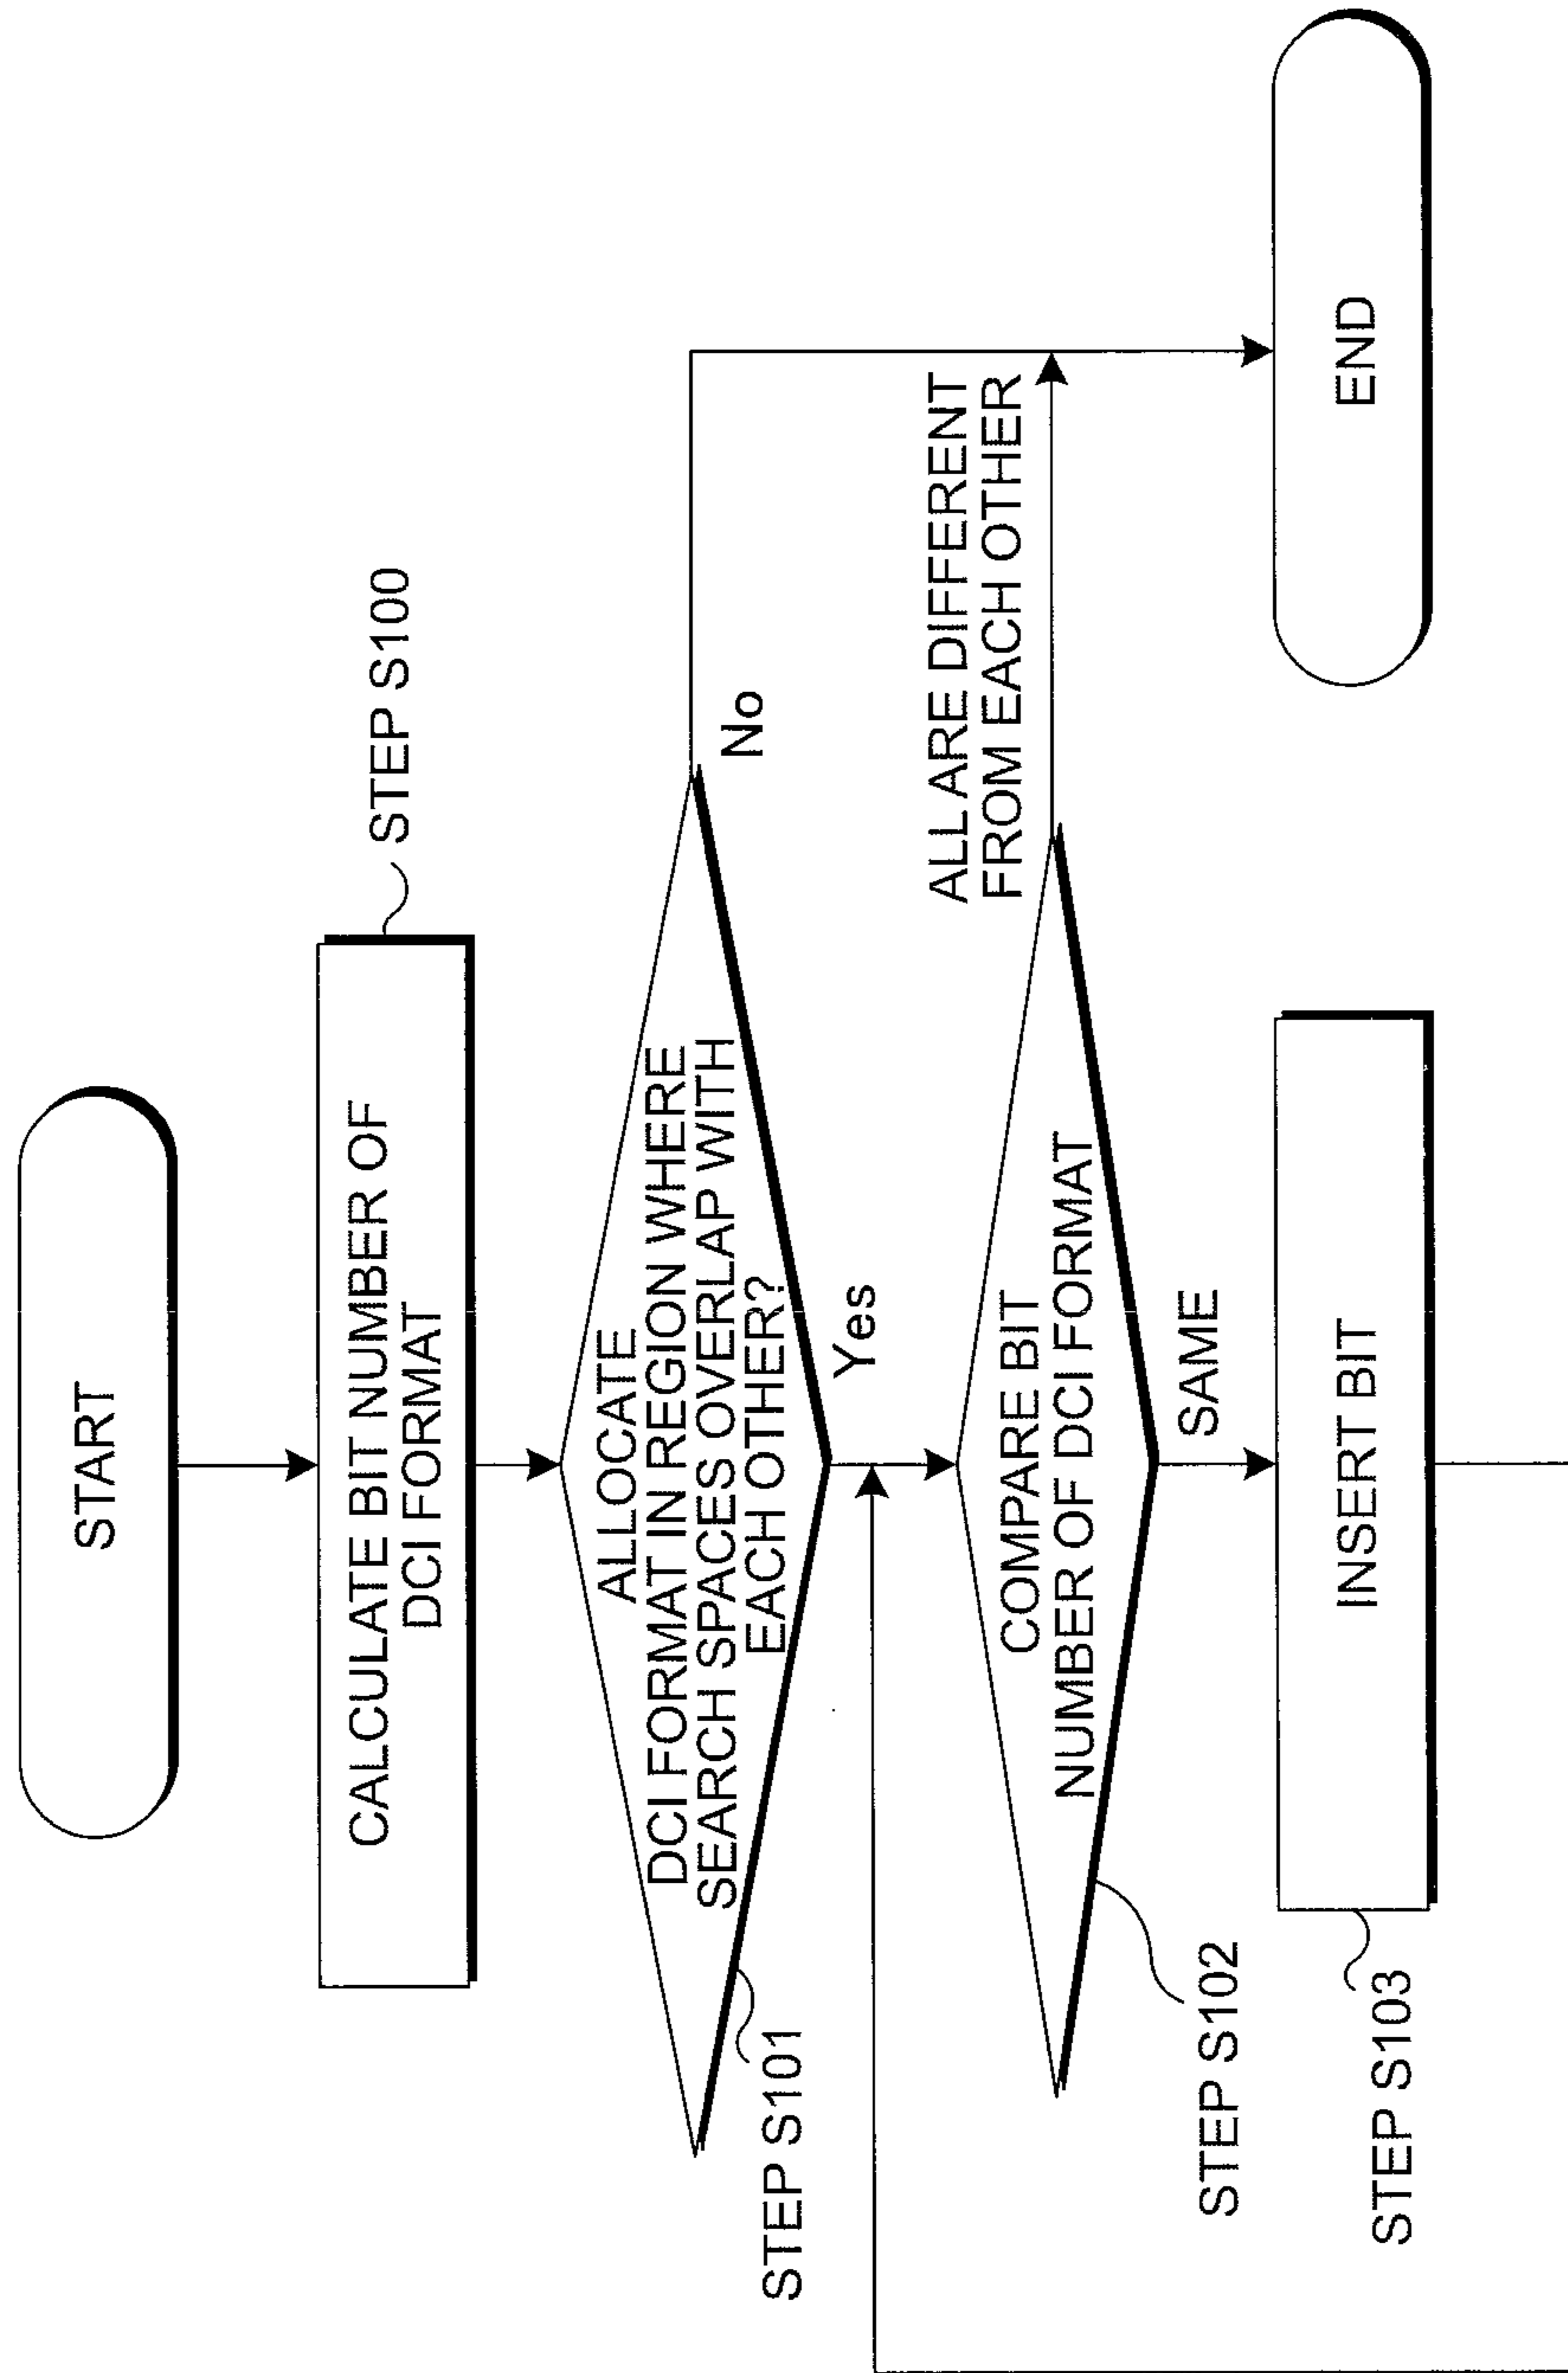 START
CALCULATE BIT NUMBER OF
DCI FORMAT
STEP S100
ALLOCATE
DCI FORMAT IN REGION WHERE
SEARCH SPACES OVERLAP WITH
EACH OTHER?
STEP S101
No
Yes
COMPARE BIT
NUMBER OF DCI FORMAT
STEP S102
ALL ARE DIFFERENT
FROM EACH OTHER
SAME
INSERT BIT
STEP S103
END